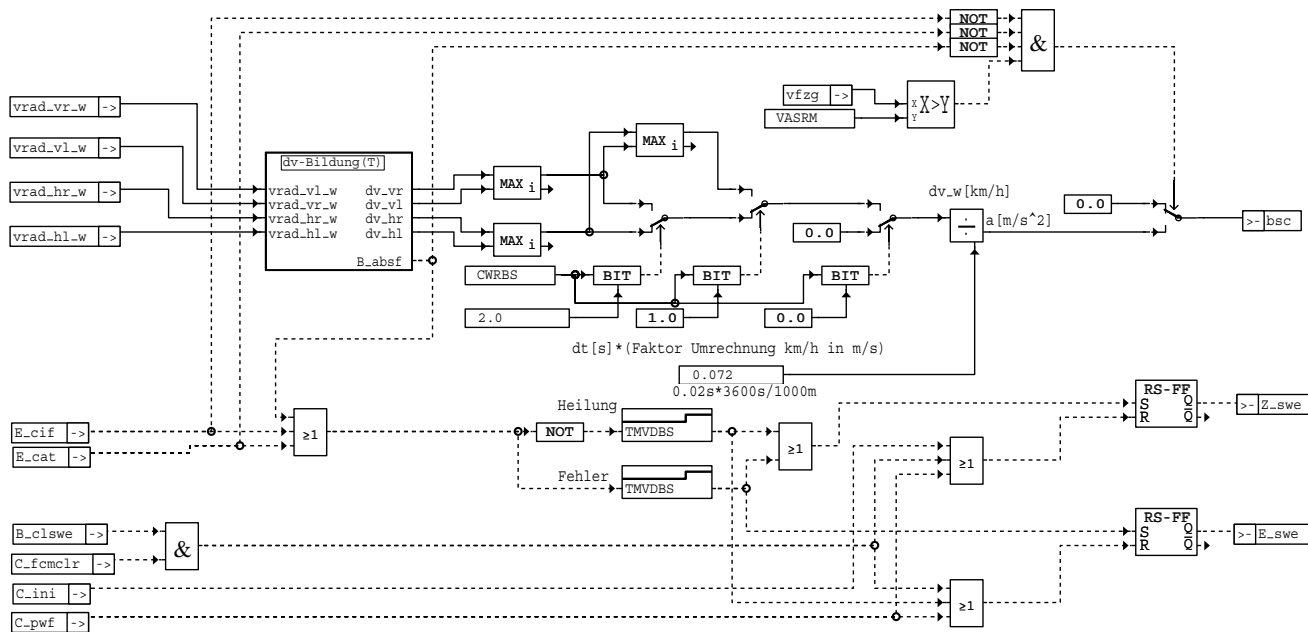 NOT
NOT
NOT
&
vrad_vr_w ->
vfzg ->
X
Y
X>Y
VASRM
vrad_vl_w ->
MAX i
dv-Bildung(T)
MAX i
vrad_hr_w ->
vrad_vl_w dv_vr
vrad_vr_w dv_vl
vrad_hr_w dv_hr
vrad_hl_w dv_hl
B_absf
dv_w[km/h]
0.0
vrad_hl_w ->
MAX i
0.0
÷
a[m/s^2]
>- bsc
CWRBS
BIT
BIT
BIT
2.0
1.0
0.0
dt[s]*(Faktor Umrechnung km/h in m/s)
0.072
0.02s*3600s/1000m
Heilung
RS-FF
S Q
R Q
>- Z_swe
E_cif ->
E_cat ->
≥1
NOT
TMVDBS
≥1
≥1
Fehler
TMVDBS
B_clswe ->
C_fcmclr ->
&
RS-FF
S Q
R Q
>- E_swe
C_ini ->
≥1
C_pwf ->